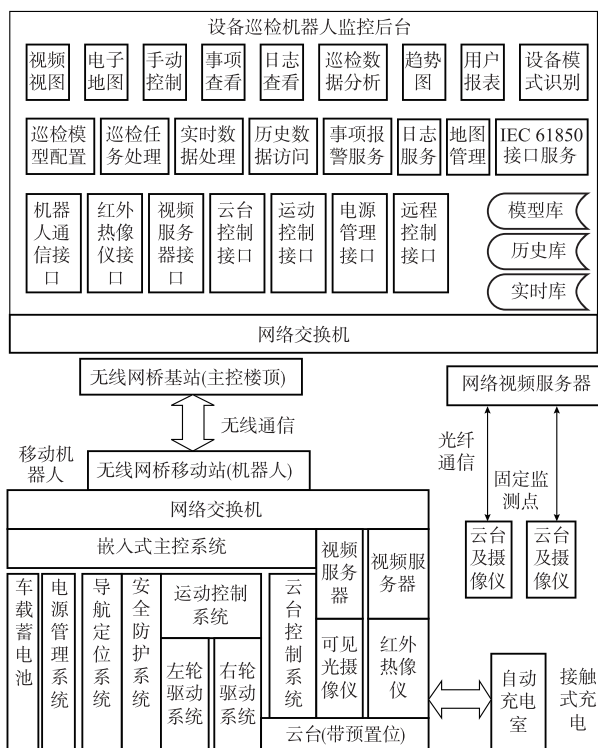 设备巡检机器人监控后台
视频
视图
电子
地图
手动
控制
事项
查看
日志
查看
巡检数
据分析
趋势
图
用户
报表
设备模
式识别
巡检模
型配置
巡检任
务处理
实时数
据处理
历史数
据访问
事项报
警服务
日志
服务
地图
管理
IEC 61850
接口服务
机器
人通
信接
口
红外
热像
仪接
口
视频
服务
器接
口
云台
控制
接口
运动
控制
接口
电源
管理
接口
远程
控制
接口
模型库
历史库
实时库
网络交换机
无线网桥基站(主控楼顶)
无线通信
移动机
器人
无线网桥移动站(机器人)
网络交换机
嵌入式主控系统
视频
服务
器
视频服
务器
车载蓄电池
电源管理系统
导航定位系统
安全防护系统
运动控制
系统
左轮
驱动
系统
右轮
驱动
系统
云台控制系统
可见
光摄
像仪
红外
热像
仪
云台(带预置位)
网络视频服务器
光纤
通信
固定监
测点
云台
及摄
像仪
云台
及摄
像仪
自动
充电
室
接触
式充
电